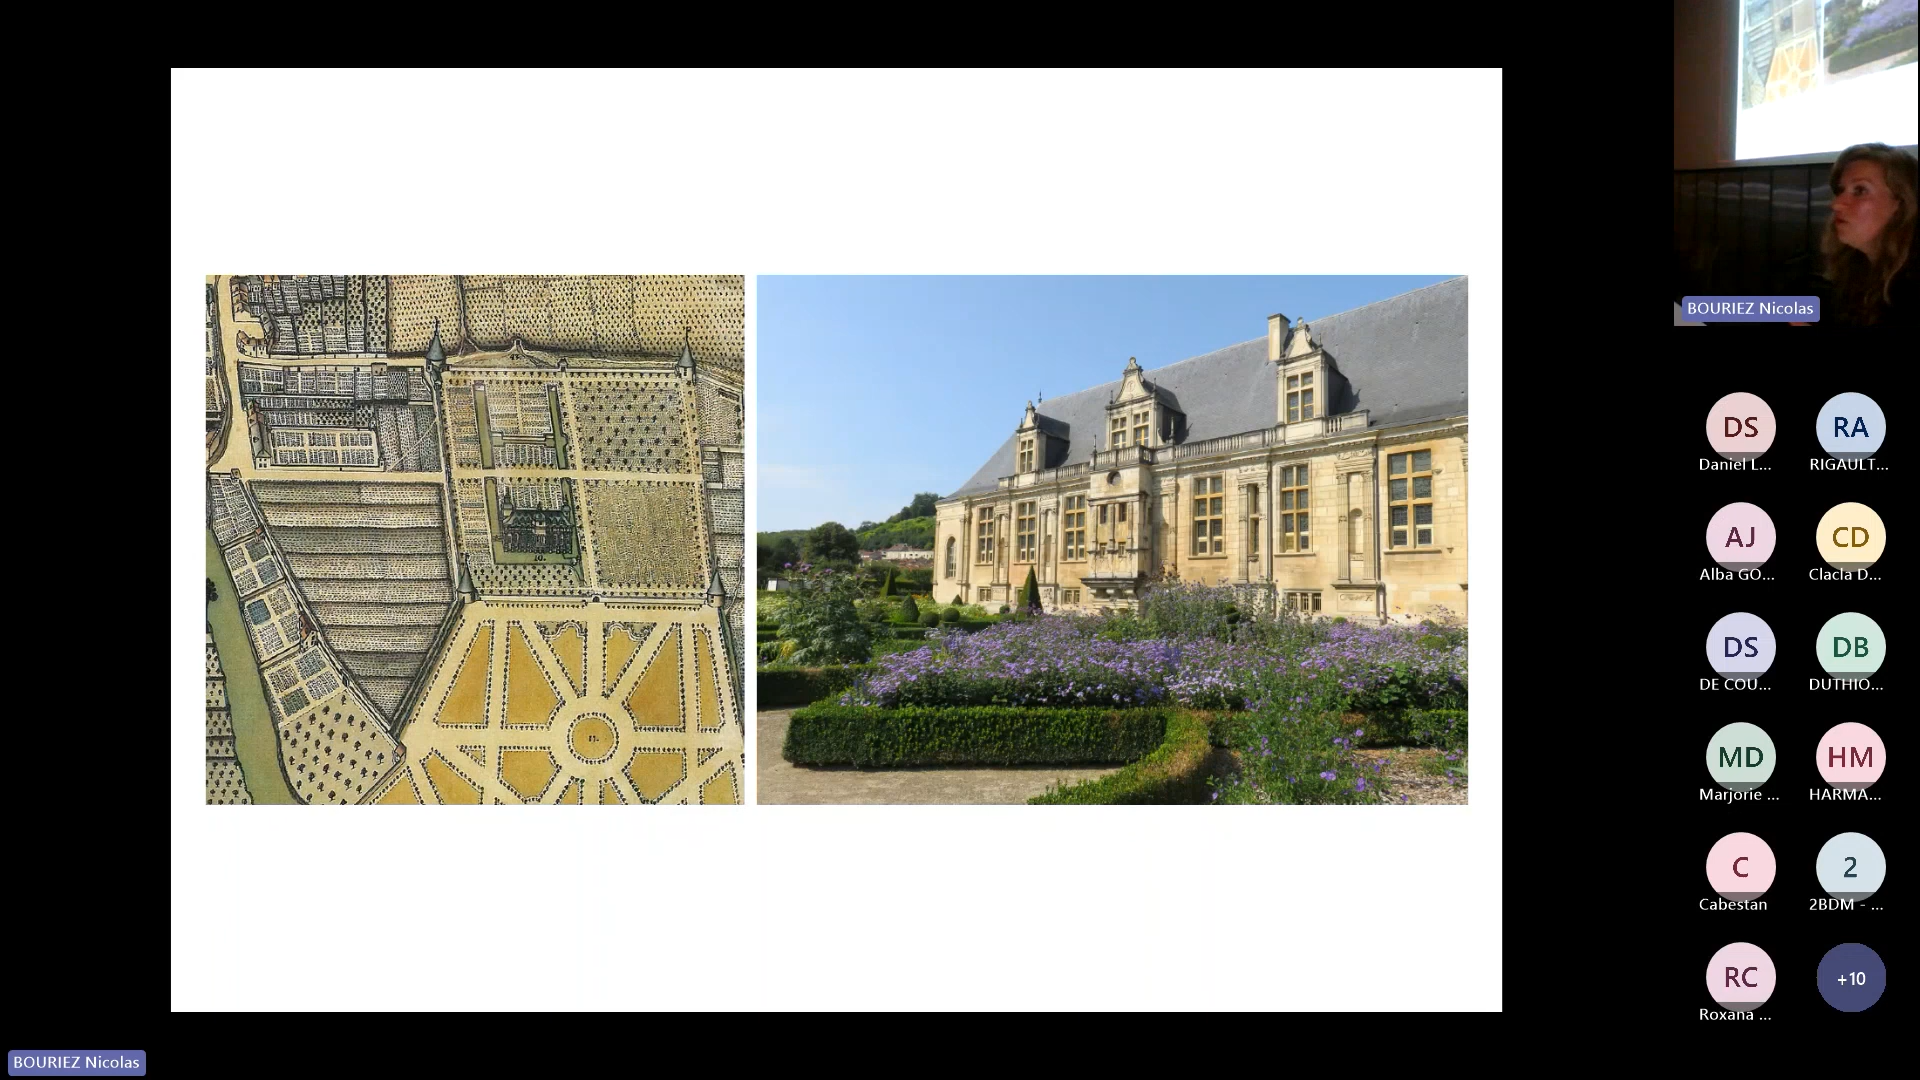 BOURIEZ Nicolas
DS
RA
Daniel L...
RIGAULT...
AJ
CD
Alba GO...
Clacla D...
DS
DB
DE COU...
DUTHIO...
MD
HM
Marjorie ...
HARMA...
C
2
Cabestan
2BDM - ...
RC
+10
Roxana ...
BOURIEZ Nicolas